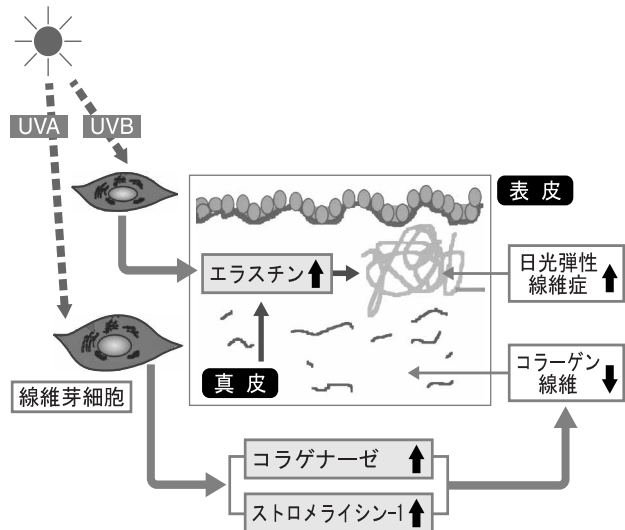 UVA
UVB
表皮
エラスチン
日光弾性
線維症
コラーゲン
線維
真皮
線維芽細胞
コラゲナーゼ
ストロメライシン-1